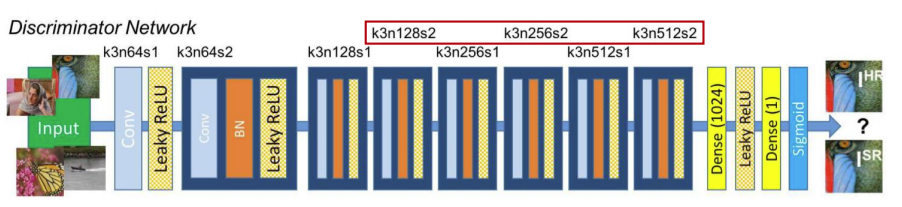 Discriminator Network
k3n128s2 k3n256s2 k3n512s2
k3n64s1 k3n64s2 k3n128s1 k3n256s1 k3n512s1
Input
Conv
Leaky ReLU
Conv
BN
Leaky ReLU
Dense (1024)
Leaky ReLU
Dense (1)
Sigmoid
I^HR
?
I^SR